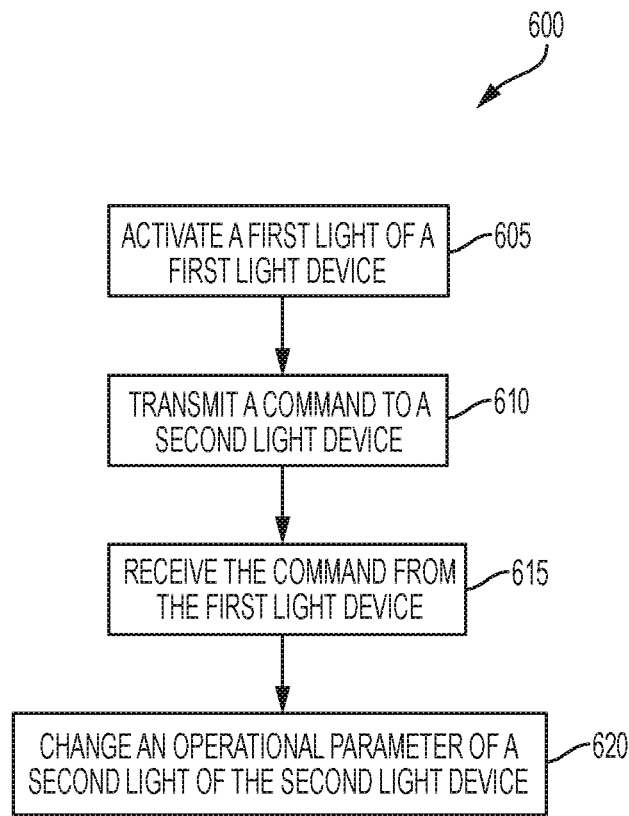 600
ACTIVATE A FIRST LIGHT OF A
FIRST LIGHT DEVICE
605
TRANSMIT A COMMAND TO A
SECOND LIGHT DEVICE
610
RECEIVE THE COMMAND FROM
THE FIRST LIGHT DEVICE
615
CHANGE AN OPERATIONAL PARAMETER OF A
SECOND LIGHT OF THE SECOND LIGHT DEVICE
620